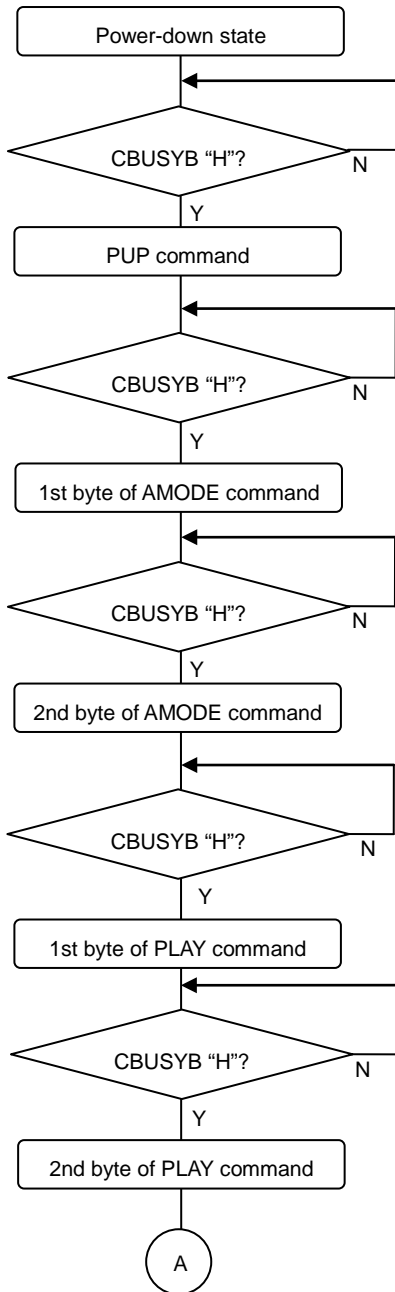 Power-down state
CBUSYB “H”?
N
Y
PUP command
CBUSYB “H”?
N
Y
1st byte of AMODE command
CBUSYB “H”?
N
Y
2nd byte of AMODE command
CBUSYB “H”?
N
Y
1st byte of PLAY command
CBUSYB “H”?
N
Y
2nd byte of PLAY command
A